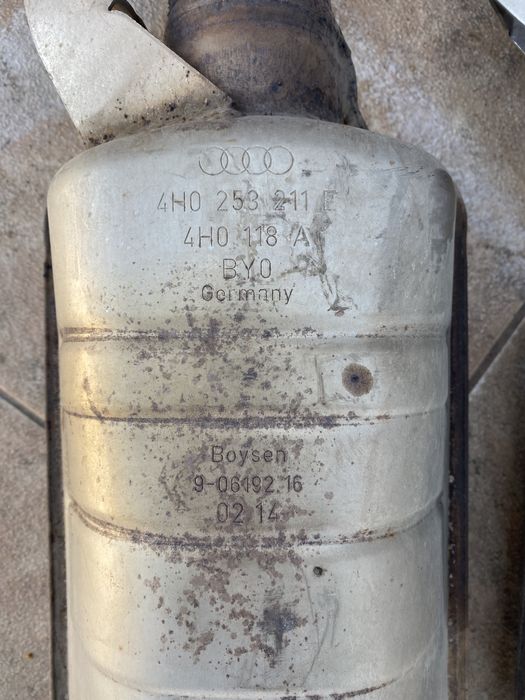 4H0 253 211 E
4H0 118 A
BY0
Germany
Boysen
9-06192 16
02 14